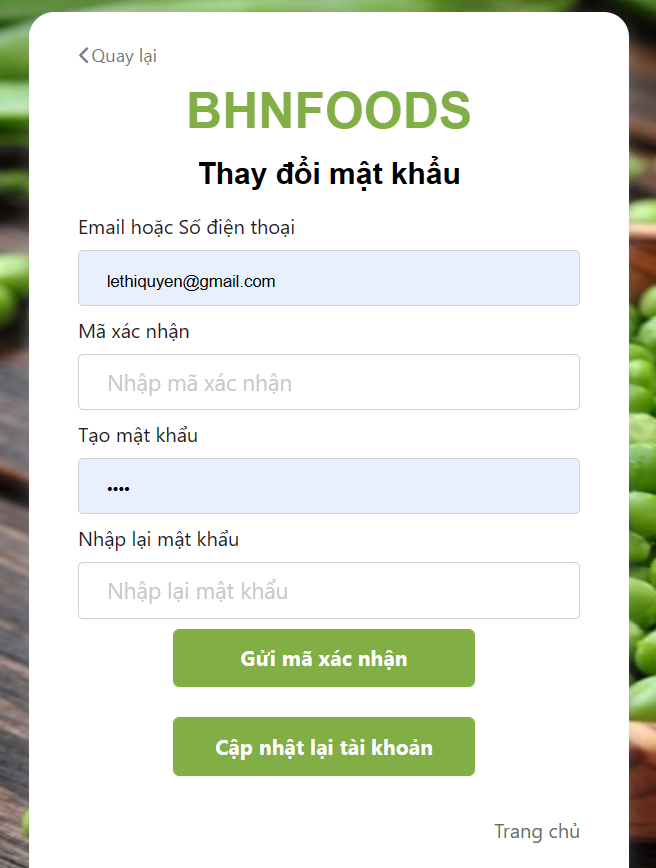 Quay lại
BHNFOODS
Thay đổi mật khẩu
Email hoặc Số điện thoại
lethiquyen@gmail.com
Mã xác nhận
Nhập mã xác nhận
Tạo mật khẩu
••••
Nhập lại mật khẩu
Nhập lại mật khẩu
Gửi mã xác nhận
Cập nhật lại tài khoản
Trang chủ